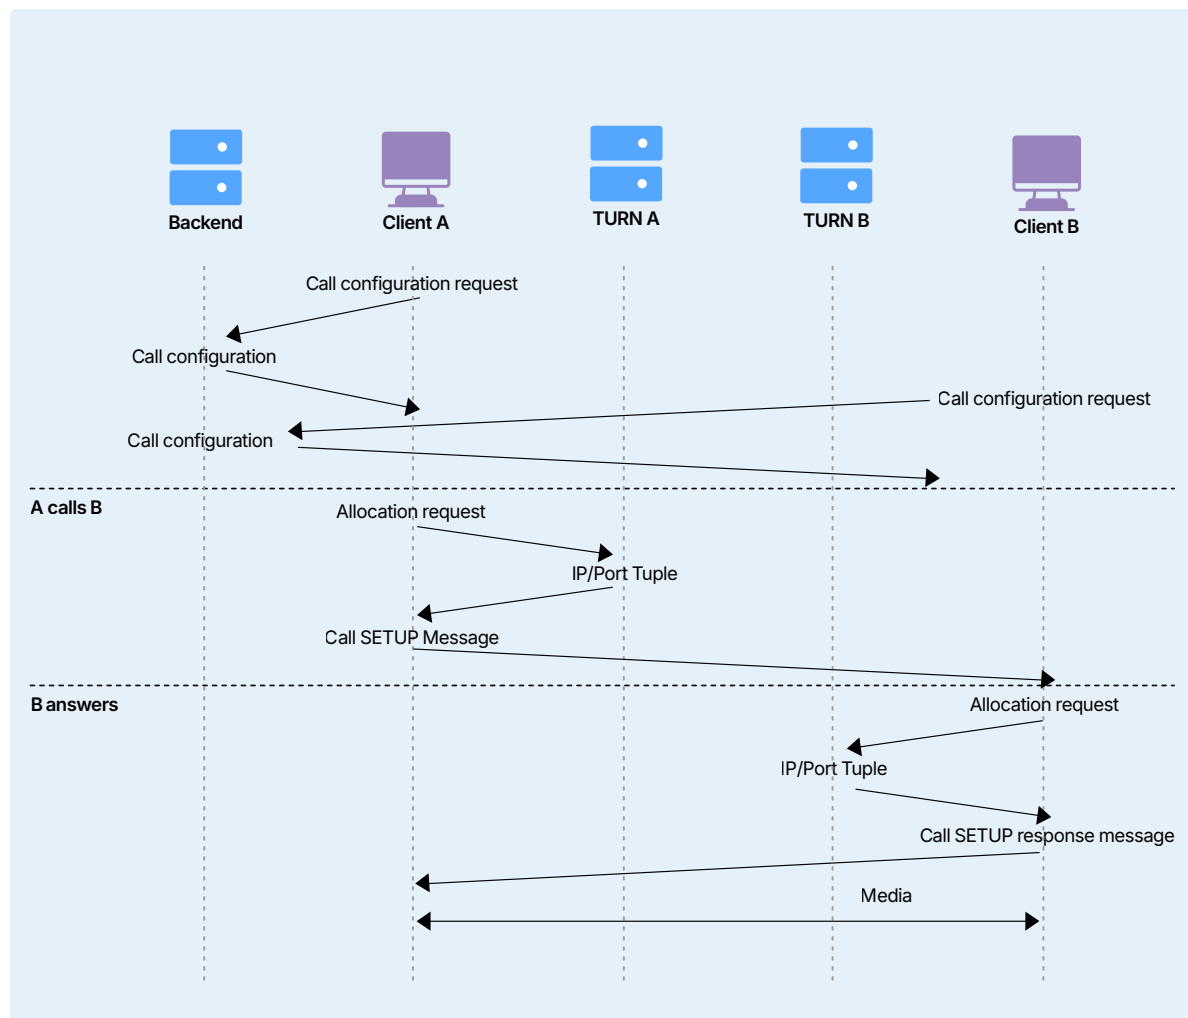 Backend
Client A
TURN A
TURN B
Client B
Call configuration request
Call configuration
Call configuration request
Call configuration
A calls B
Allocation request
IP/Port Tuple
Call SETUP Message
B answers
Allocation request
IP/Port Tuple
Call SETUP response message
Media